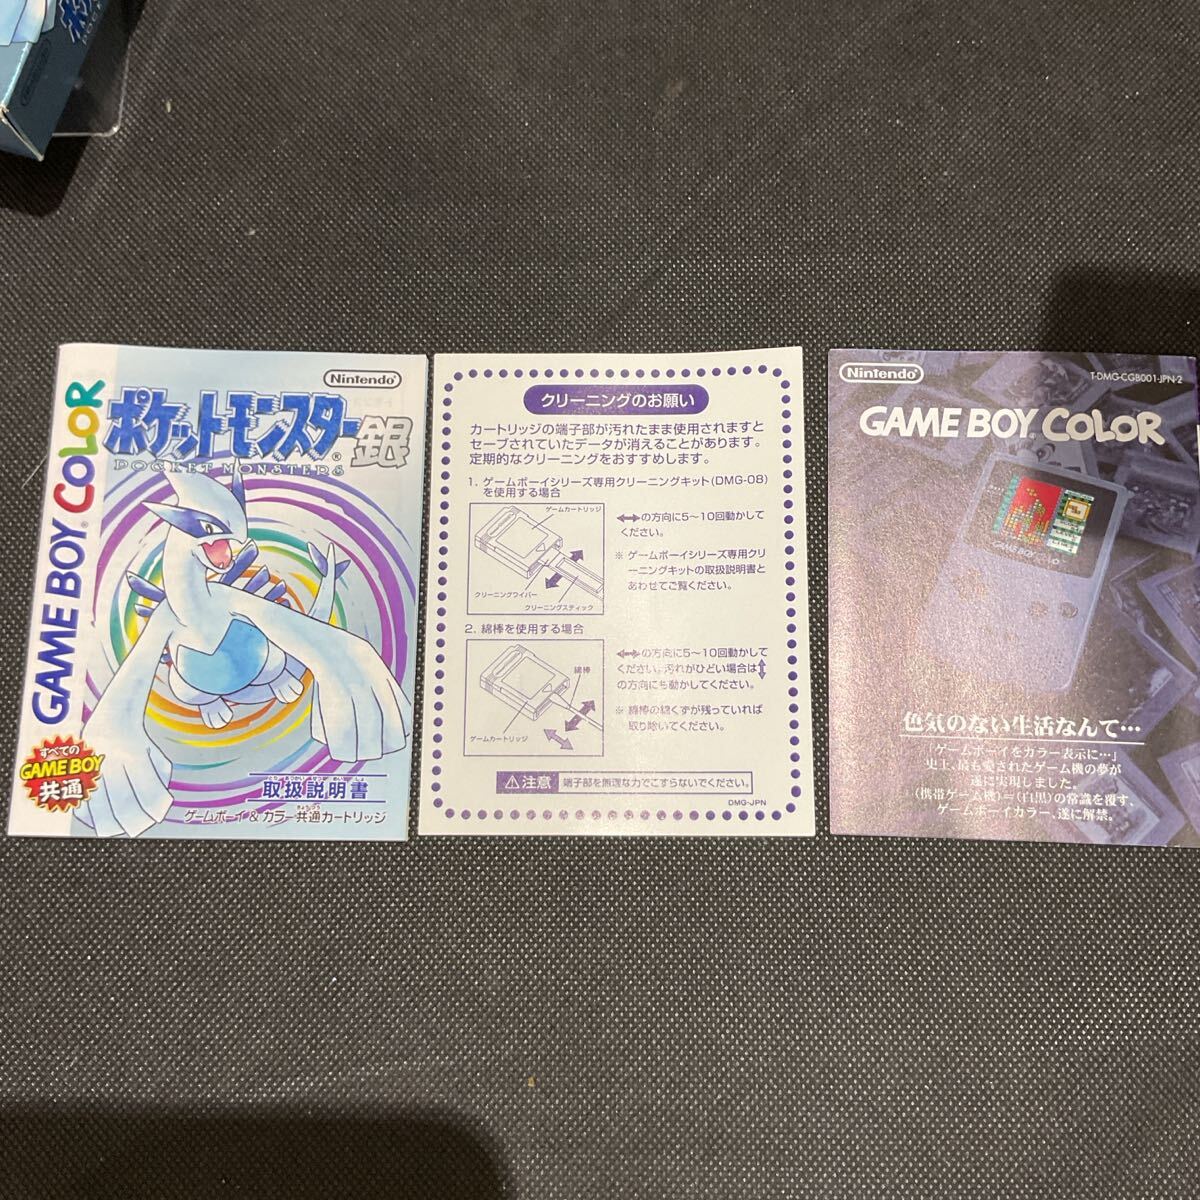 Nintendo
GAME BOY COLOR
ポケットモンスター銀
POCKET MONSTERS
すべての
GAME BOY
共通
とりあつかいせつめいしょ
取扱説明書
きょうつう
ゲームボーイ&カラー共通カートリッジ
クリーニングのお願い
カートリッジの端子部が汚れたまま使用されますと
セーブされていたデータが消えることがあります。
定期的なクリーニングをおすすめします。
1. ゲームボーイシリーズ専用クリーニングキット(DMG-08)
を使用する場合
ゲームカートリッジ
クリーニングワイパー
クリーニングスティック
⟷の方向に5〜10回動かして
ください。
※ ゲームボーイシリーズ専用クリ
ーニングキットの取扱説明書と
あわせてご覧ください。
2. 綿棒を使用する場合
綿棒
ゲームカートリッジ
⟷の方向に5〜10回動かして
ください。汚れがひどい場合は↕
の方向にも動かしてください。
※ 綿棒の綿くずが残っていれば
取り除いてください。
⚠注意 端子部を無理な力でこすらないでください。
DMG-JPN
Nintendo
T-DMG-CGB001-JPN-2
GAME BOY COLOR
色気のない生活なんて…
「ゲームボーイをカラー表示に…」
史上、最も愛されたゲーム機の夢が
遂に実現しました。
(携帯ゲーム機)=(白黒)の常識を覆す、
ゲームボーイカラー、遂に解禁。